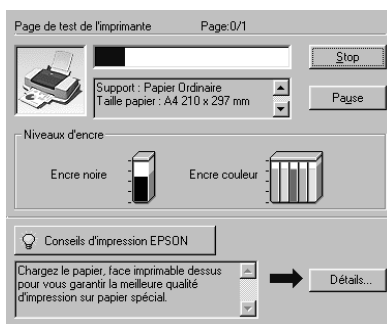 Page de test de l'imprimante Page:0/1
Stop
Support : Papier Ordinaire
Taille papier : A4 210 x 297 mm
Pause
Niveaux d'encre
Encre noire Encre couleur
Conseils d'impression EPSON
Chargez le papier, face imprimable dessus
pour vous garantir la meilleure qualité
d'impression sur papier spécial.
Détails...